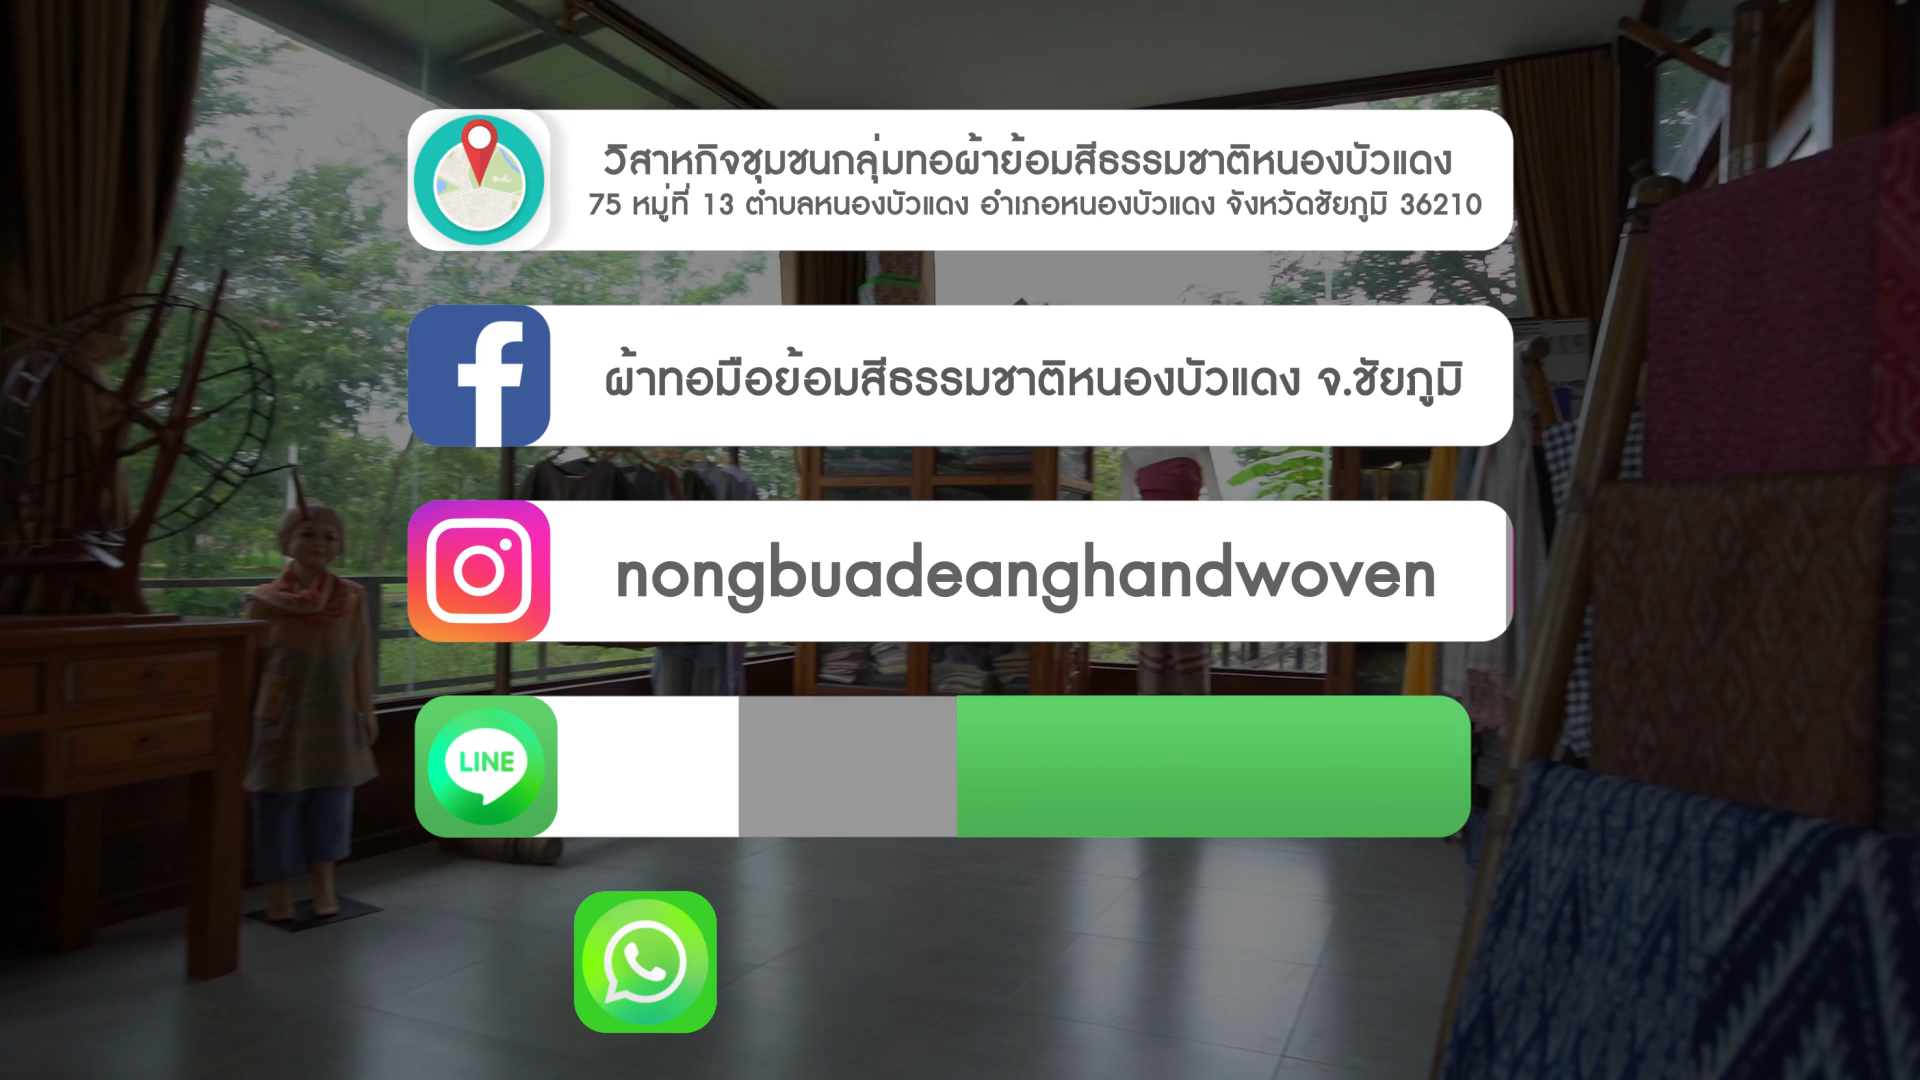 วิสาหกิจชุมชนกลุ่มทอผ้าย้อมสีธรรมชาติหนองบัวแดง
75 หมู่ที่ 13 ตำบลหนองบัวแดง อำเภอหนองบัวแดง จังหวัดชัยภูมิ 36210
ผ้าทอมือย้อมสีธรรมชาติหนองบัวแดง จ.ชัยภูมิ
nongbuadeanghandwoven
LINE